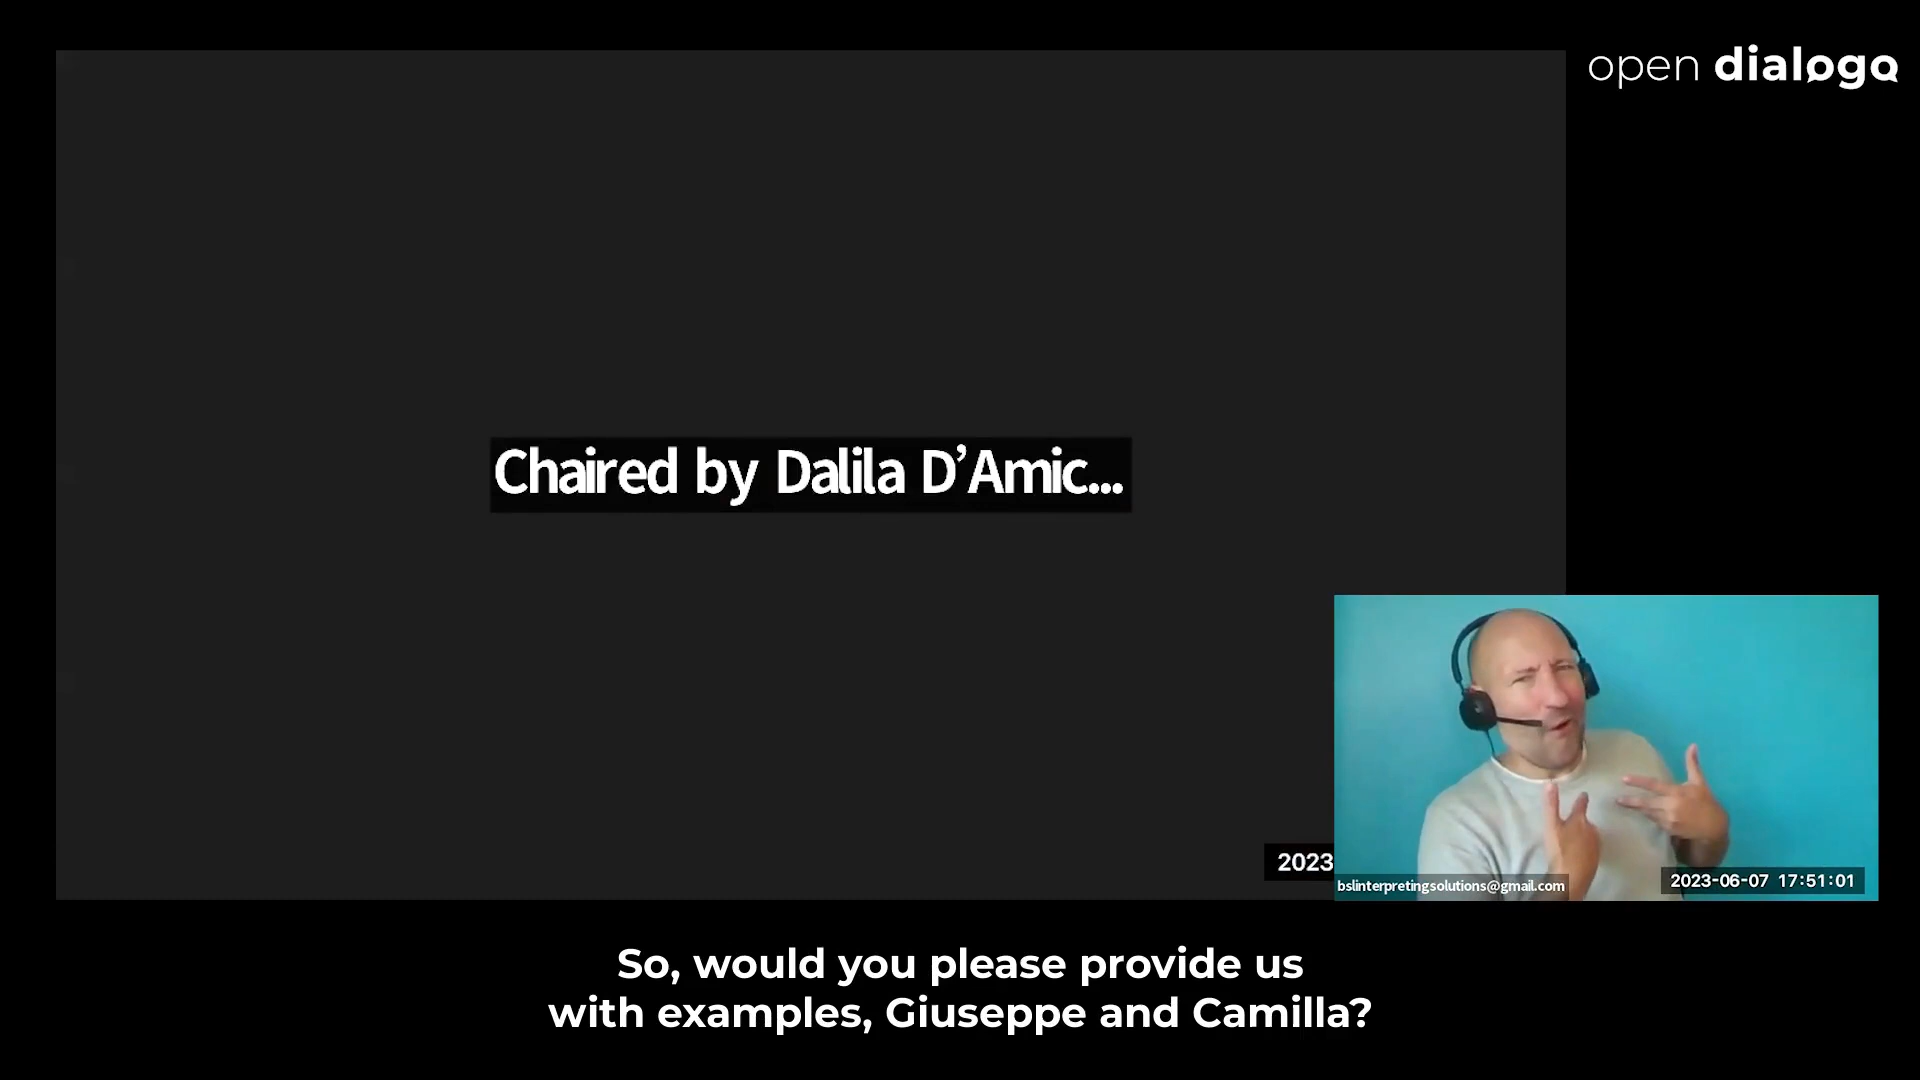 open dialogo
Chaired by Dalila D’Amic...
2023
bslinterpretingsolutions@gmail.com
2023-06-07 17:51:01
So, would you please provide us
with examples, Giuseppe and Camilla?